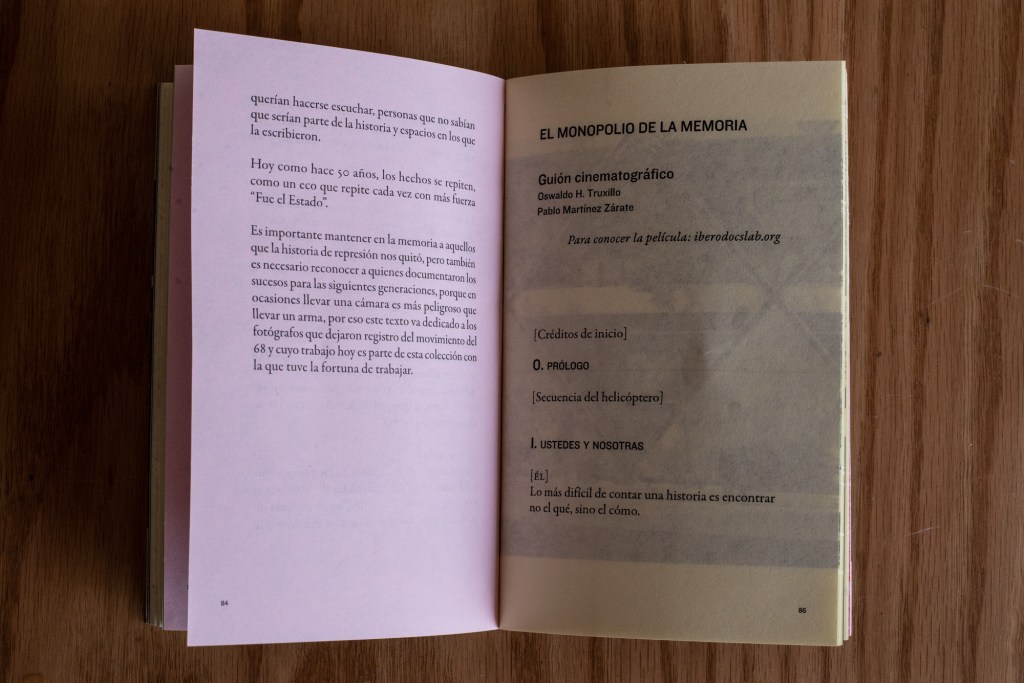 querían hacerse escuchar, personas que no sabían
que serían parte de la historia y espacios en los que
la escribieron.
Hoy como hace 50 años, los hechos se repiten,
como un eco que repite cada vez con más fuerza
“Fue el Estado”.
Es importante mantener en la memoria a aquellos
que la historia de represión nos quitó, pero también
es necesario reconocer a quienes documentaron los
sucesos para las siguientes generaciones, porque en
ocasiones llevar una cámara es más peligroso que
llevar un arma, por eso este texto va dedicado a los
fotógrafos que dejaron registro del movimiento del
68 y cuyo trabajo hoy es parte de esta colección con
la que tuve la fortuna de trabajar.
84
EL MONOPOLIO DE LA MEMORIA
Guión cinematográfico
Oswaldo H. Truxillo
Pablo Martínez Zárate
Para conocer la película: iberodocslab.org
[Créditos de inicio]
0. PRÓLOGO
[Secuencia del helicóptero]
I. USTEDES Y NOSOTRAS
[ÉL]
Lo más difícil de contar una historia es encontrar
no el qué, sino el cómo.
86